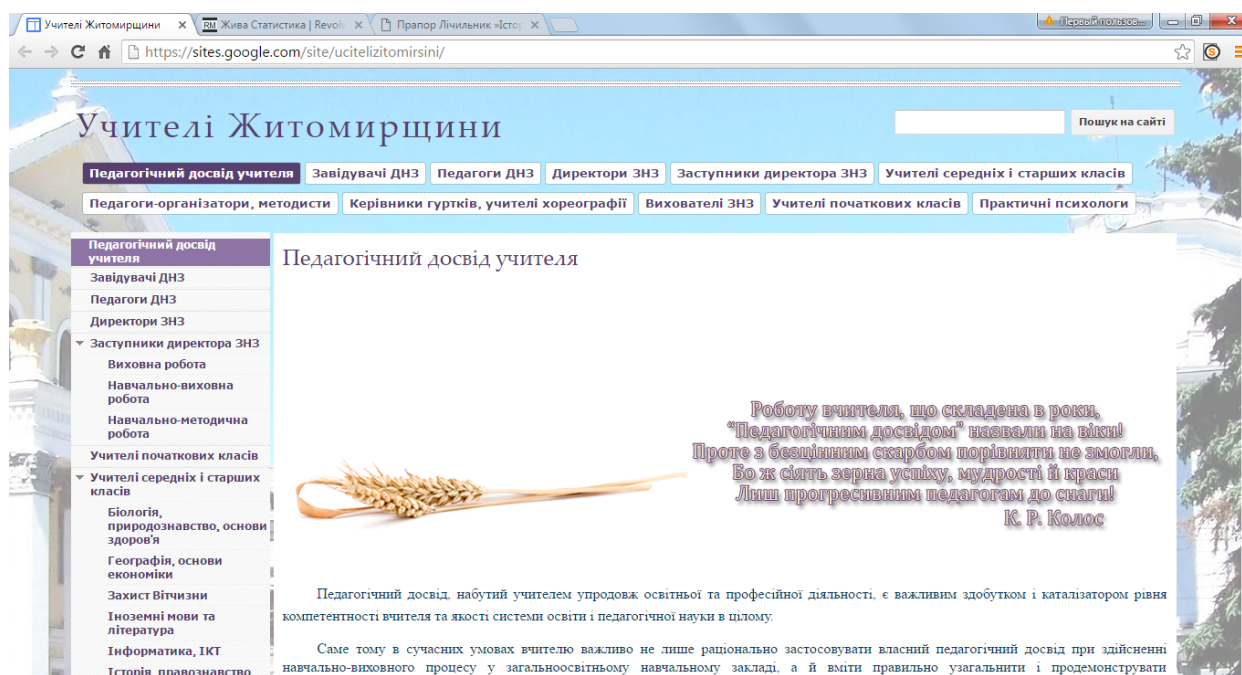 Учителі Житомирщини
Жива Статистика | Revol
Прапор Лічильник »Істор
Первый пользов...
https://sites.google.com/site/ucitelizitomirsini/
Учителі Житомирщини
Пошук на сайті
Педагогічний досвід учителя Завідувачі ДНЗ Педагоги ДНЗ Директори ЗНЗ Заступники директора ЗНЗ Учителі середніх і старших класів
Педагоги-організатори, методисти Керівники гуртків, учителі хореографії Вихователі ЗНЗ Учителі початкових класів Практичні психологи
Педагогічний досвід
учителя
Завідувачі ДНЗ
Педагоги ДНЗ
Директори ЗНЗ
Заступники директора ЗНЗ
Виховна робота
Навчально-виховна
робота
Навчально-методична
робота
Учителі початкових класів
Учителі середніх і старших
класів
Біологія,
природознавство, основи
здоров'я
Географія, основи
економіки
Захист Вітчизни
Іноземні мови та
література
Інформатика, ІКТ
Історія, правознавство
Педагогічний досвід учителя
Роботу вчителя, що складена в роки,
“Педагогічним досвідом” назвали на віки!
Проте з безцінним скарбом порівняти не змогли,
Бо ж сіять зерна успіху, мудрості й краси
Лиш прогресивним педагогам до снаги!
К. Р. Колос
Педагогічний досвід, набутий учителем упродовж освітньої та професійної діяльності, є важливим здобутком і каталізатором рівня
компетентності вчителя та якості системи освіти і педагогічної науки в цілому.
Саме тому в сучасних умовах вчителю важливо не лише раціонально застосовувати власний педагогічний досвід при здійсненні
навчально-виховного процесу у загальноосвітньому навчальному закладі, а й вміти правильно узагальнити і продемонструвати